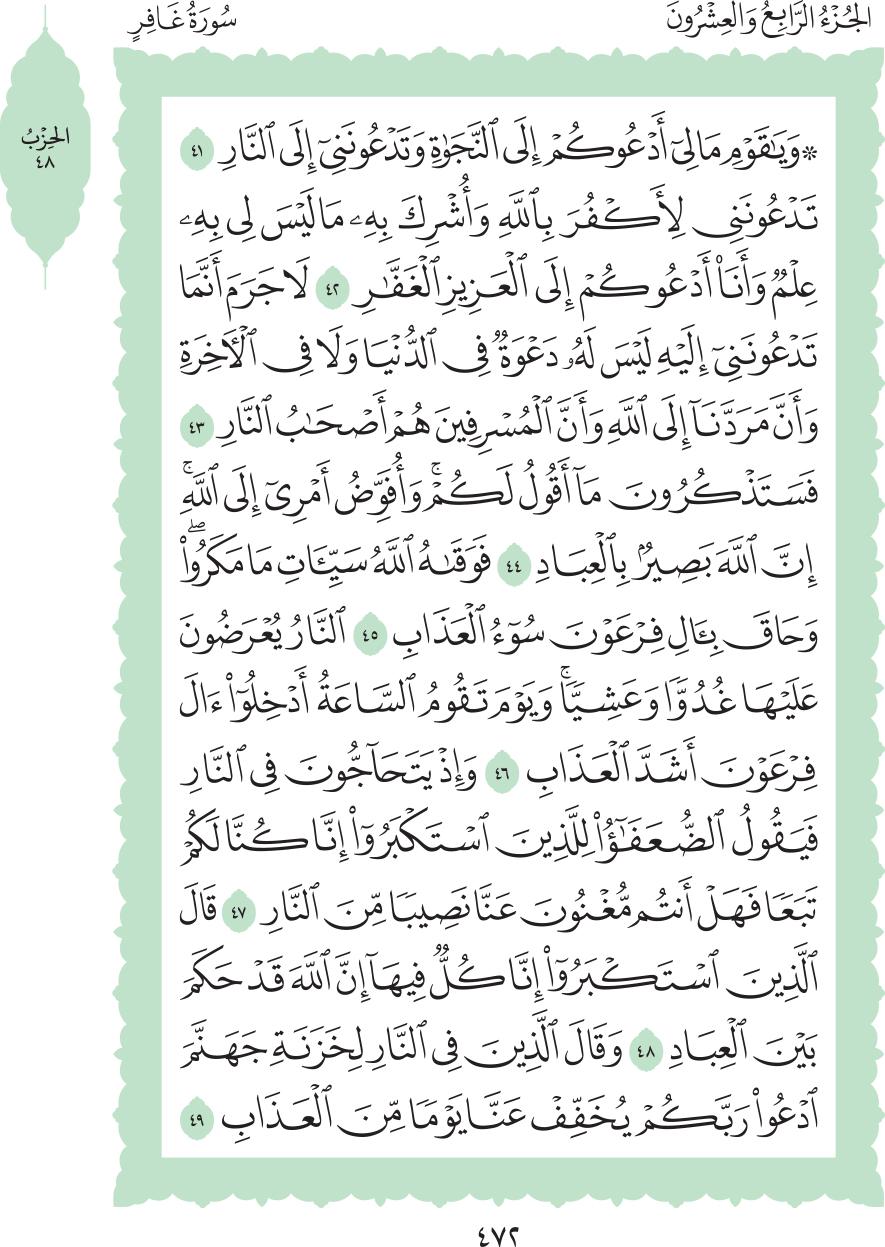 الجُزْءُ الرَّابِعُ وَالعِشْرُونَ
سُورَةُ غَافِرٍ
الحِزْبُ
٤٨
۞ وَيَٰقَوۡمِ مَا لِيٓ أَدۡعُوكُمۡ إِلَى ٱلنَّجَوٰةِ وَتَدۡعُونَنِيٓ إِلَى ٱلنَّارِ ٤١
تَدۡعُونَنِي لِأَكۡفُرَ بِٱللَّهِ وَأُشۡرِكَ بِهِۦ مَا لَيۡسَ لِي بِهِۦ
عِلۡمٞ وَأَنَا۠ أَدۡعُوكُمۡ إِلَى ٱلۡعَزِيزِ ٱلۡغَفَّٰرِ ٤٢ لَا جَرَمَ أَنَّمَا
تَدۡعُونَنِيٓ إِلَيۡهِ لَيۡسَ لَهُۥ دَعۡوَةٞ فِي ٱلدُّنۡيَا وَلَا فِي ٱلۡأٓخِرَةِ
وَأَنَّ مَرَدَّنَآ إِلَى ٱللَّهِ وَأَنَّ ٱلۡمُسۡرِفِينَ هُمۡ أَصۡحَٰبُ ٱلنَّارِ ٤٣
فَسَتَذۡكُرُونَ مَآ أَقُولُ لَكُمۡۚ وَأُفَوِّضُ أَمۡرِيٓ إِلَى ٱللَّهِۚ
إِنَّ ٱللَّهَ بَصِيرُۢ بِٱلۡعِبَادِ ٤٤ فَوَقَىٰهُ ٱللَّهُ سَيِّـَٔاتِ مَا مَكَرُواْۖ
وَحَاقَ بِـَٔالِ فِرۡعَوۡنَ سُوٓءُ ٱلۡعَذَابِ ٤٥ ٱلنَّارُ يُعۡرَضُونَ
عَلَيۡهَا غُدُوّٗا وَعَشِيّٗاۚ وَيَوۡمَ تَقُومُ ٱلسَّاعَةُ أَدۡخِلُوٓاْ ءَالَ
فِرۡعَوۡنَ أَشَدَّ ٱلۡعَذَابِ ٤٦ وَإِذۡ يَتَحَآجُّونَ فِي ٱلنَّارِ
فَيَقُولُ ٱلضُّعَفَٰٓؤُاْ لِلَّذِينَ ٱسۡتَكۡبَرُوٓاْ إِنَّا كُنَّا لَكُمۡ
تَبَعٗا فَهَلۡ أَنتُم مُّغۡنُونَ عَنَّا نَصِيبٗا مِّنَ ٱلنَّارِ ٤٧ قَالَ
ٱلَّذِينَ ٱسۡتَكۡبَرُوٓاْ إِنَّا كُلّٞ فِيهَآ إِنَّ ٱللَّهَ قَدۡ حَكَمَ
بَيۡنَ ٱلۡعِبَادِ ٤٨ وَقَالَ ٱلَّذِينَ فِي ٱلنَّارِ لِخَزَنَةِ جَهَنَّمَ
ٱدۡعُواْ رَبَّكُمۡ يُخَفِّفۡ عَنَّا يَوۡمٗا مِّنَ ٱلۡعَذَابِ ٤٩
٤٧٢